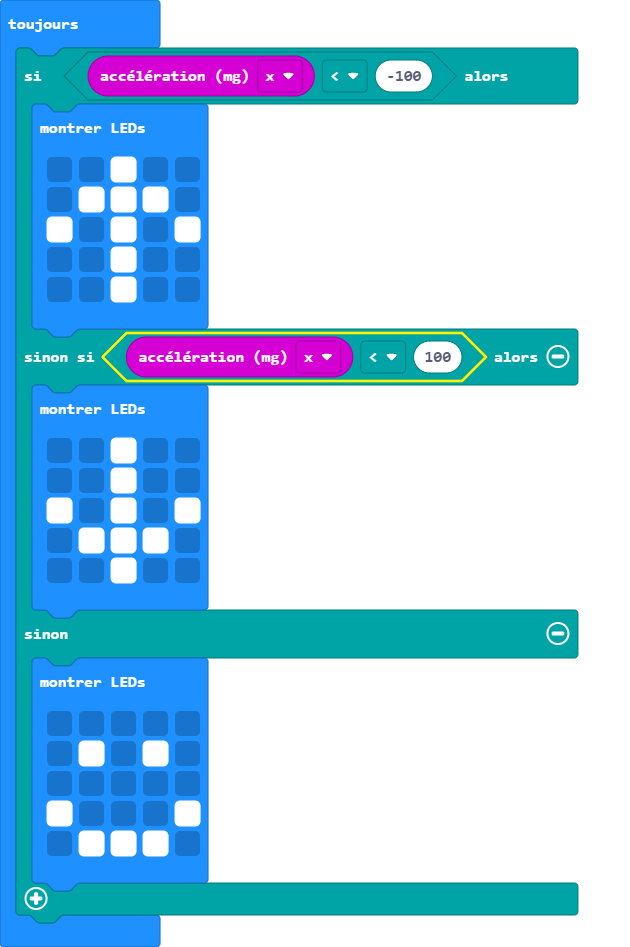 toujours
si accélération (mg) x < -100 alors
montrer LEDs
sinon si accélération (mg) x < 100 alors
montrer LEDs
sinon
montrer LEDs